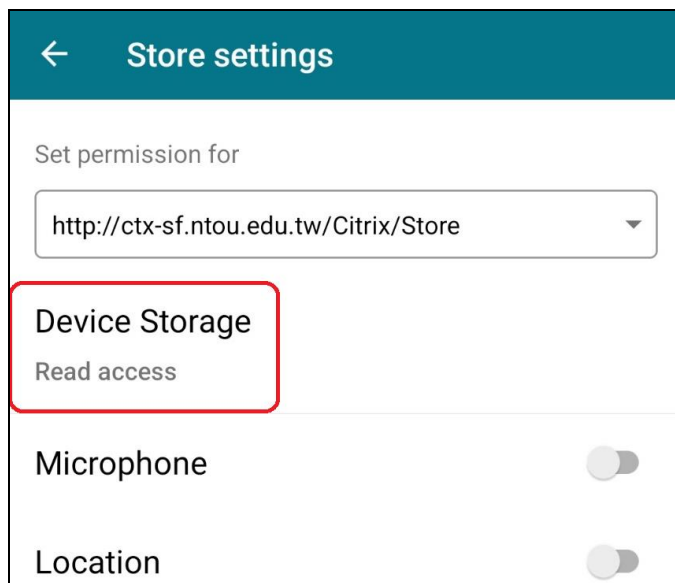 Store settings
Set permission for
http://ctx-sf.ntou.edu.tw/Citrix/Store
Device Storage
Read access
Microphone
Location